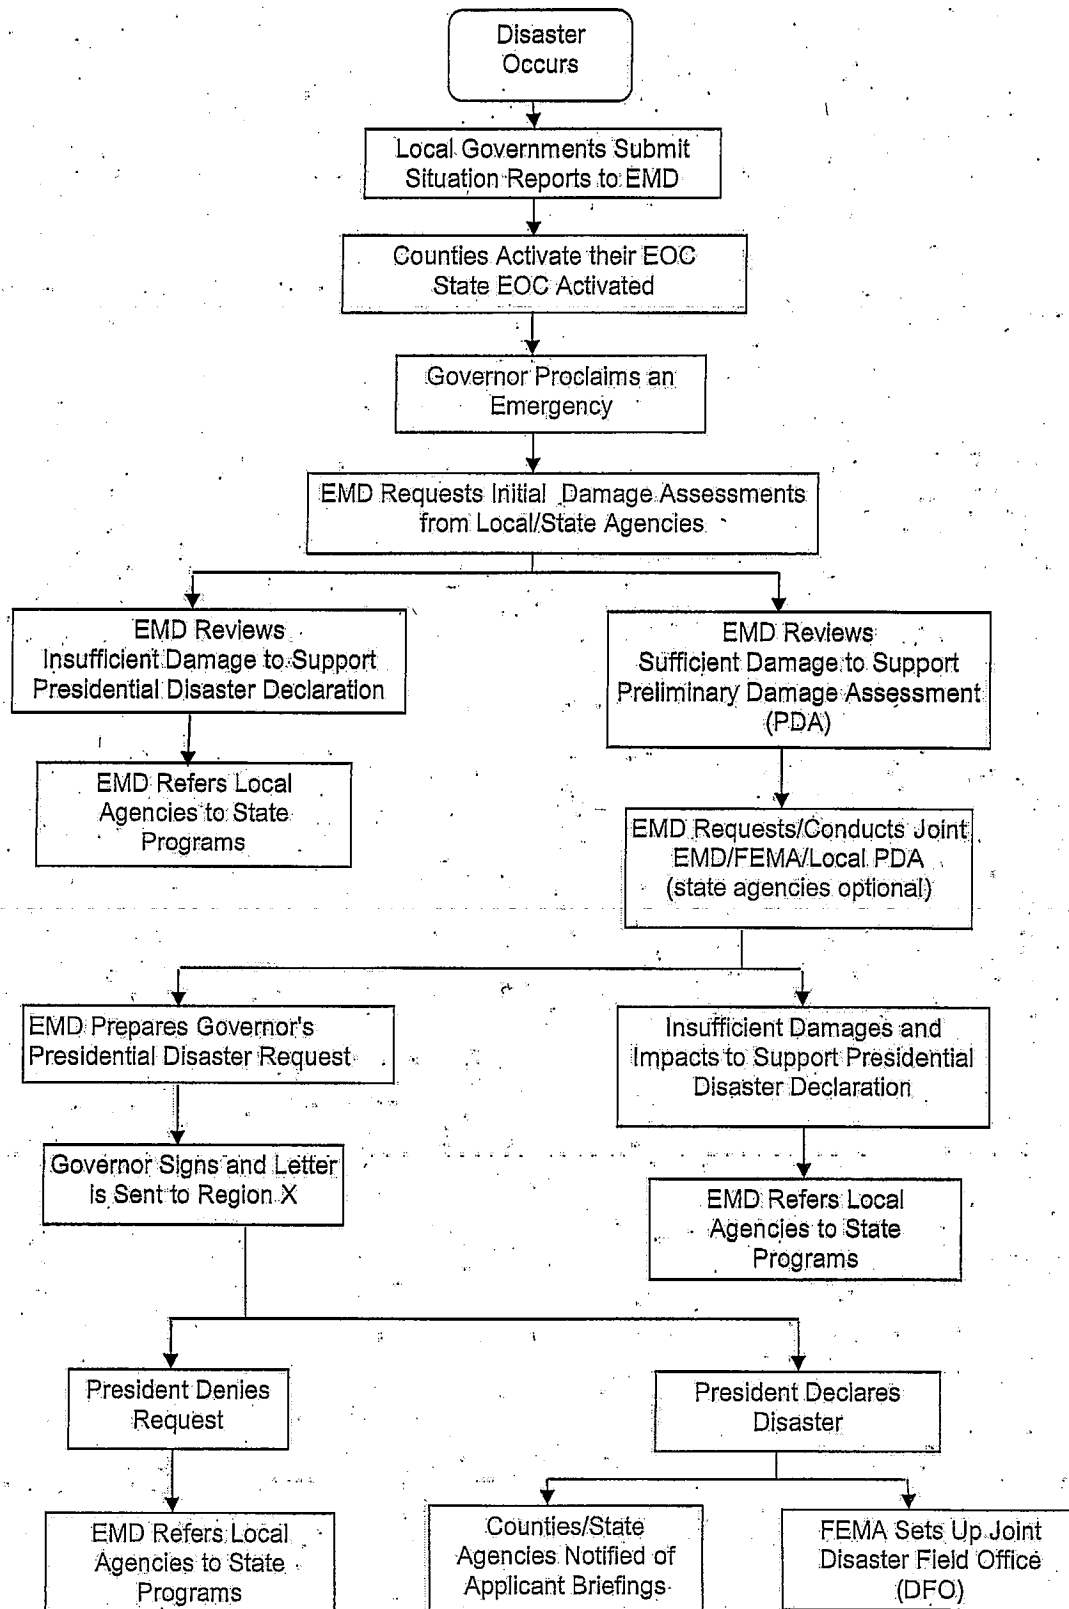 Disaster
Occurs
Local Governments Submit
Situation Reports to EMD
Counties Activate their EOC
State EOC Activated
Governor Proclaims an
Emergency
EMD Requests Initial Damage Assessments
from Local/State Agencies
EMD Reviews
Insufficient Damage to Support
Presidential Disaster Declaration
EMD Reviews
Sufficient Damage to Support
Preliminary Damage Assessment
(PDA)
EMD Refers Local
Agencies to State
Programs
EMD Requests/Conducts Joint
EMD/FEMA/Local PDA
(state agencies optional)
EMD Prepares Governor's
Presidential Disaster Request
Insufficient Damages and
Impacts to Support Presidential
Disaster Declaration
Governor Signs and Letter
is Sent to Region X
EMD Refers Local
Agencies to State
Programs
President Denies
Request
President Declares
Disaster
EMD Refers Local
Agencies to State
Programs
Counties/State
Agencies Notified of
Applicant Briefings
FEMA Sets Up Joint
Disaster Field Office
(DFO)